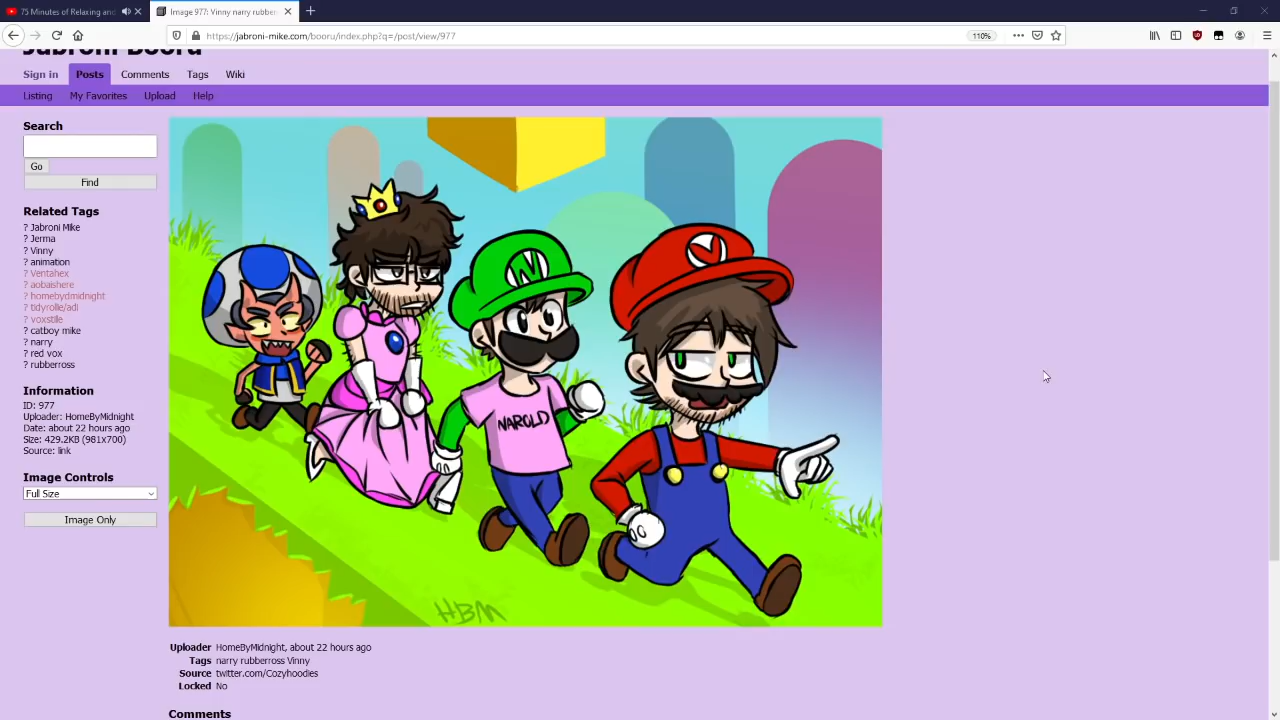 75 Minutes of Relaxing and
Image 977: Vinny narry rubberr
https://jabroni-mike.com/booru/index.php?q=/post/view/977
110%
Jabroni Booru
Sign in
Posts
Comments
Tags
Wiki
Listing
My Favorites
Upload
Help
Search
Go
Find
Related Tags
? Jabroni Mike
? Jerma
? Vinny
? animation
? Ventahex
? aobaishere
? homebydmidnight
? tidyrolle/adl
? voxstile
? catboy mike
? narry
? red vox
? rubberross
Information
ID: 977
Uploader: HomeByMidnight
Date: about 22 hours ago
Size: 429.2KB (981x700)
Source: link
Image Controls
Full Size
Image Only
N
V
NAROLD
HBM
Uploader HomeByMidnight, about 22 hours ago
Tags narry rubberross Vinny
Source twitter.com/Cozyhoodies
Locked No
Comments